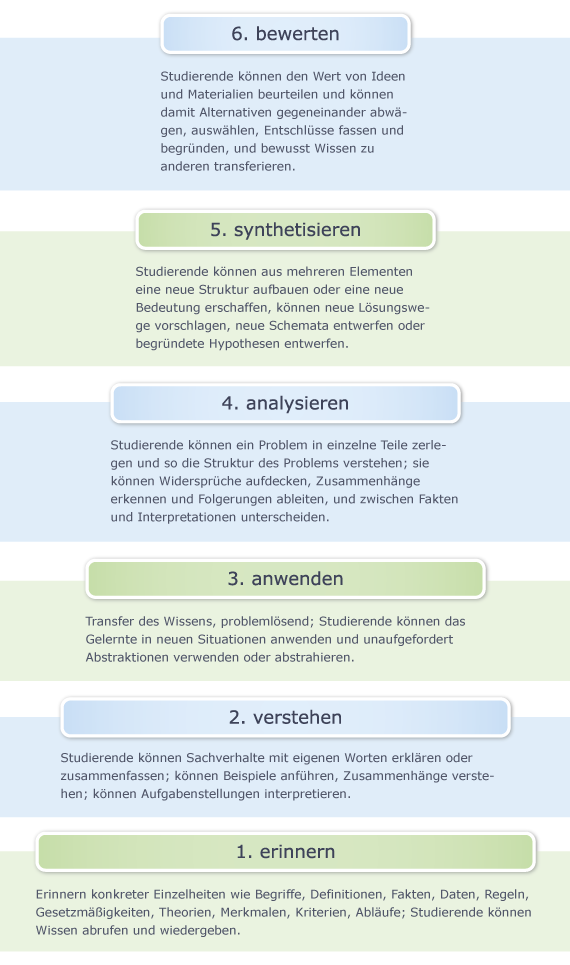 6. bewerten
Studierende können den Wert von Ideen
und Materialien beurteilen und können
damit Alternativen gegeneinander abwä-
gen, auswählen, Entschlüsse fassen und
begründen, und bewusst Wissen zu
anderen transferieren.
5. synthetisieren
Studierende können aus mehreren Elementen
eine neue Struktur aufbauen oder eine neue
Bedeutung erschaffen, können neue Lösungswe-
ge vorschlagen, neue Schemata entwerfen oder
begründete Hypothesen entwerfen.
4. analysieren
Studierende können ein Problem in einzelne Teile zerle-
gen und so die Struktur des Problems verstehen; sie
können Widersprüche aufdecken, Zusammenhänge
erkennen und Folgerungen ableiten, und zwischen Fakten
und Interpretationen unterscheiden.
3. anwenden
Transfer des Wissens, problemlösend; Studierende können das
Gelernte in neuen Situationen anwenden und unaufgefordert
Abstraktionen verwenden oder abstrahieren.
2. verstehen
Studierende können Sachverhalte mit eigenen Worten erklären oder
zusammenfassen; können Beispiele anführen, Zusammenhänge verste-
hen; können Aufgabenstellungen interpretieren.
1. erinnern
Erinnern konkreter Einzelheiten wie Begriffe, Definitionen, Fakten, Daten, Regeln,
Gesetzmäßigkeiten, Theorien, Merkmalen, Kriterien, Abläufe; Studierende können
Wissen abrufen und wiedergeben.